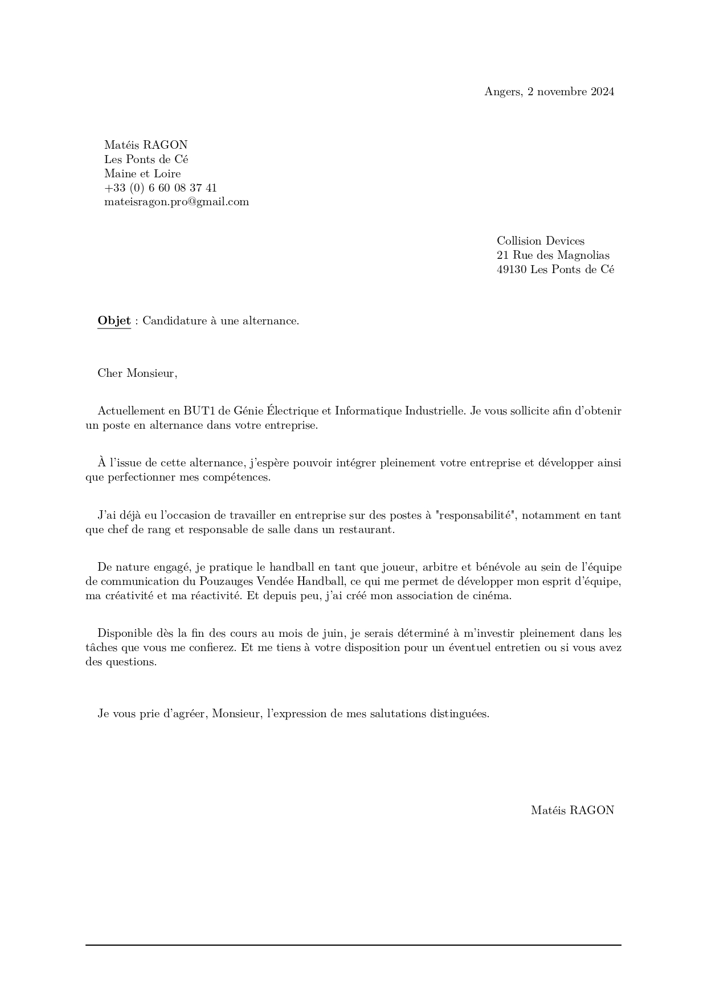 Angers, 2 novembre 2024
Matéis RAGON
Les Ponts de Cé
Maine et Loire
+33 (0) 6 60 08 37 41
mateisragon.pro@gmail.com
Collision Devices
21 Rue des Magnolias
49130 Les Ponts de Cé
Objet : Candidature à une alternance.
Cher Monsieur,
Actuellement en BUT1 de Génie Électrique et Informatique Industrielle. Je vous sollicite afin d'obtenir
un poste en alternance dans votre entreprise.
À l'issue de cette alternance, j'espère pouvoir intégrer pleinement votre entreprise et développer ainsi
que perfectionner mes compétences.
J'ai déjà eu l'occasion de travailler en entreprise sur des postes à "responsabilité", notamment en tant
que chef de rang et responsable de salle dans un restaurant.
De nature engagé, je pratique le handball en tant que joueur, arbitre et bénévole au sein de l'équipe
de communication du Pouzauges Vendée Handball, ce qui me permet de développer mon esprit d'équipe,
ma créativité et ma réactivité. Et depuis peu, j'ai créé mon association de cinéma.
Disponible dès la fin des cours au mois de juin, je serais déterminé à m'investir pleinement dans les
tâches que vous me confierez. Et me tiens à votre disposition pour un éventuel entretien ou si vous avez
des questions.
Je vous prie d'agréer, Monsieur, l'expression de mes salutations distinguées.
Matéis RAGON